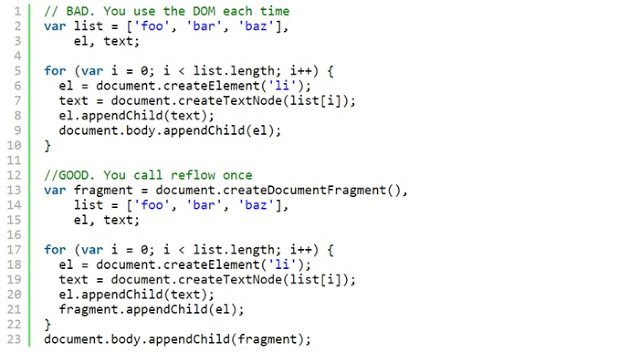 1 // BAD. You use the DOM each time
2 var list = ['foo', 'bar', 'baz'],
3     el, text;
4
5 for (var i = 0; i < list.length; i++) {
6   el = document.createElement('li');
7   text = document.createTextNode(list[i]);
8   el.appendChild(text);
9   document.body.appendChild(el);
10 }
11
12 //GOOD. You call reflow once
13 var fragment = document.createDocumentFragment(),
14     list = ['foo', 'bar', 'baz'],
15     el, text;
16
17 for (var i = 0; i < list.length; i++) {
18   el = document.createElement('li');
19   text = document.createTextNode(list[i]);
20   el.appendChild(text);
21   fragment.appendChild(el);
22 }
23 document.body.appendChild(fragment);